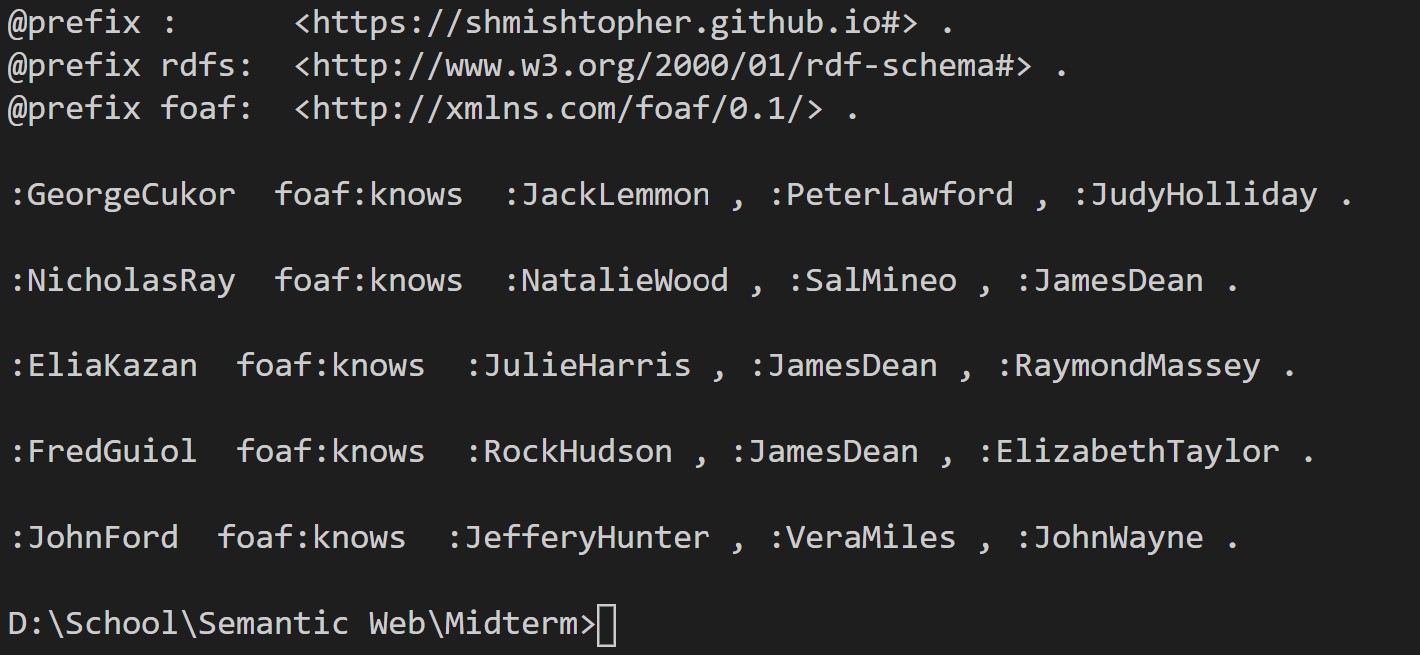 @prefix :      <https://shmishtopher.github.io#> .
@prefix rdfs:  <http://www.w3.org/2000/01/rdf-schema#> .
@prefix foaf:  <http://xmlns.com/foaf/0.1/> .
:GeorgeCukor  foaf:knows  :JackLemmon , :PeterLawford , :JudyHolliday .
:NicholasRay  foaf:knows  :NatalieWood , :SalMineo , :JamesDean .
:EliaKazan  foaf:knows  :JulieHarris , :JamesDean , :RaymondMassey .
:FredGuiol  foaf:knows  :RockHudson , :JamesDean , :ElizabethTaylor .
:JohnFord  foaf:knows  :JefferyHunter , :VeraMiles , :JohnWayne .
D:\School\Semantic Web\Midterm>